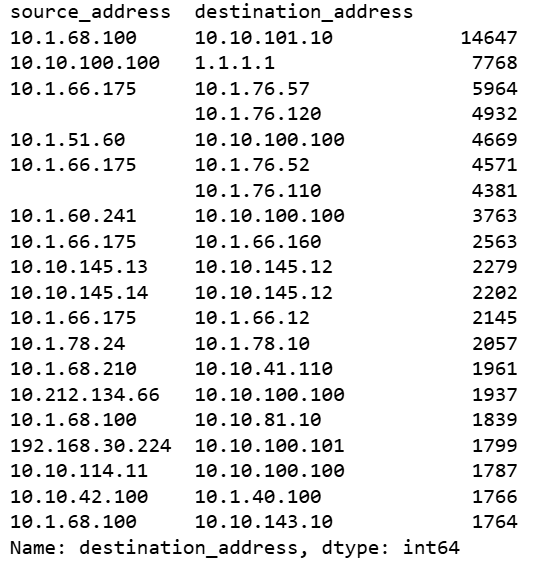 source_address  destination_address
10.1.68.100     10.10.101.10          14647
10.10.100.100   1.1.1.1                7768
10.1.66.175     10.1.76.57             5964
                10.1.76.120            4932
10.1.51.60      10.10.100.100          4669
10.1.66.175     10.1.76.52             4571
                10.1.76.110            4381
10.1.60.241     10.10.100.100          3763
10.1.66.175     10.1.66.160            2563
10.10.145.13    10.10.145.12           2279
10.10.145.14    10.10.145.12           2202
10.1.66.175     10.1.66.12             2145
10.1.78.24      10.1.78.10             2057
10.1.68.210     10.10.41.110           1961
10.212.134.66   10.10.100.100          1937
10.1.68.100     10.10.81.10            1839
192.168.30.224  10.10.100.101          1799
10.10.114.11    10.10.100.100          1787
10.10.42.100    10.1.40.100            1766
10.1.68.100     10.10.143.10           1764
Name: destination_address, dtype: int64